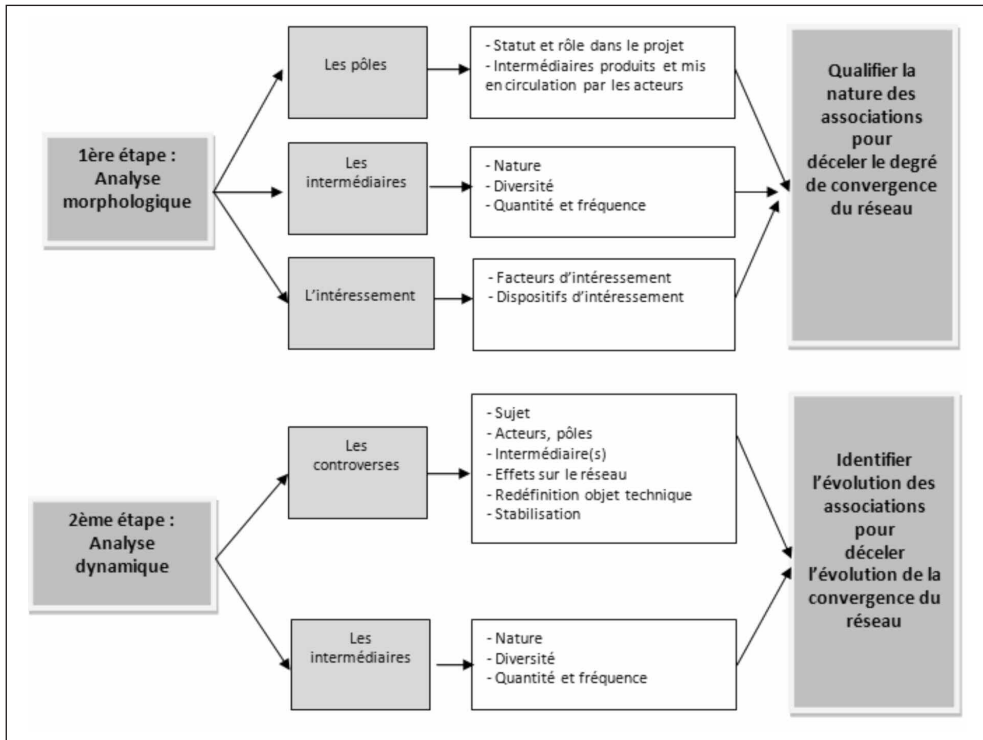 1ère étape :
Analyse
morphologique
Les pôles
- Statut et rôle dans le projet
- Intermédiaires produits et mis
en circulation par les acteurs
Les
intermédiaires
- Nature
- Diversité
- Quantité et fréquence
L'intéressement
- Facteurs d'intéressement
- Dispositifs d'intéressement
Qualifier la
nature des
associations
pour
déceler le degré
de convergence
du réseau
2ème étape :
Analyse
dynamique
Les
controverses
- Sujet
- Acteurs, pôles
- Intermédiaire(s)
- Effets sur le réseau
- Redéfinition objet technique
- Stabilisation
Les
intermédiaires
- Nature
- Diversité
- Quantité et fréquence
Identifier
l'évolution des
associations
pour
déceler
l'évolution de la
convergence du
réseau